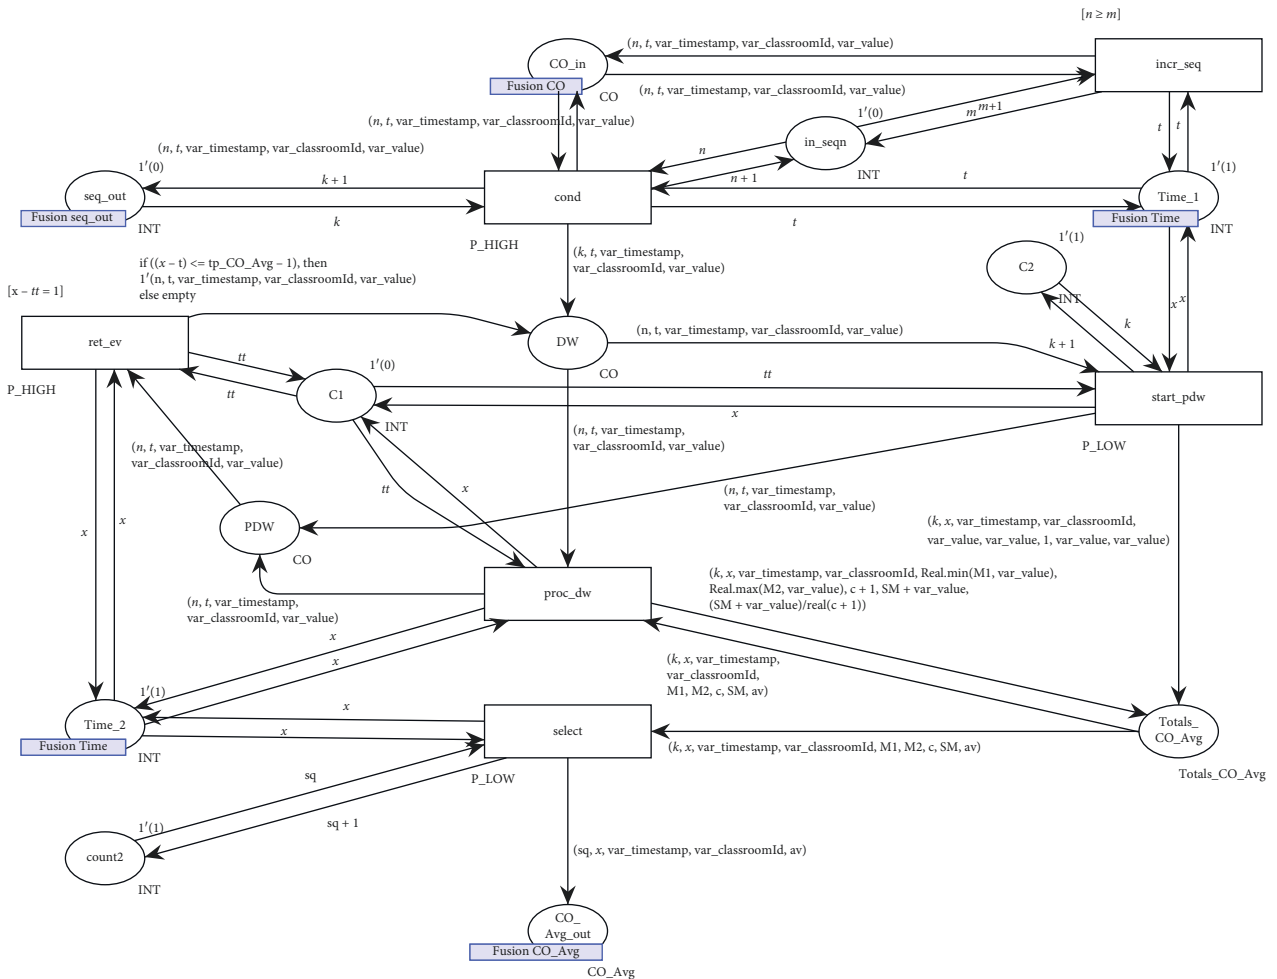 [n ≥ m]
(n, t, var_timestamp, var_classroomId, var_value)
CO_in
incr_seq
Fusion CO
CO
(n, t, var_timestamp, var_classroomId, var_value)
1′(0)
m
m+1
(n, t, var_timestamp, var_classroomId, var_value)
t
t
in_seqn
n
(n, t, var_timestamp, var_classroomId, var_value)
1′(0)
INT
n + 1
t
1′(1)
k + 1
seq_out
cond
Time_1
Fusion seq_out
INT
k
t
Fusion Time
INT
P_HIGH
1′(1)
(k, t, var_timestamp,
var_classroomId, var_value)
C2
if ((x – t) <= tp_CO_Avg – 1), then
1′(n, t, var_timestamp, var_classroomId, var_value)
else empty
[x – tt = 1]
INT
x
x
k
ret_ev
DW
(n, t, var_timestamp, var_classroomId, var_value)
k + 1
tt
1′(0)
CO
tt
P_HIGH
tt
C1
x
start_pdw
INT
(n, t, var_timestamp,
var_classroomId, var_value)
P_LOW
(n, t, var_timestamp,
var_classroomId, var_value)
tt
x
(n, t, var_timestamp,
var_classroomId, var_value)
x
x
PDW
CO
(k, x, var_timestamp, var_classroomId,
var_value, var_value, 1, var_value, var_value)
proc_dw
(k, x, var_timestamp, var_classroomId, Real.min(M1, var_value),
Real.max(M2, var_value), c + 1, SM + var_value,
(SM + var_value)/real(c + 1))
(n, t, var_timestamp,
var_classroomId, var_value)
x
x
(k, x, var_timestamp,
var_classroomId,
M1, M2, c, SM, av)
1′(1)
x
Time_2
Fusion Time
INT
x
select
Totals_
CO_Avg
(k, x, var_timestamp, var_classroomId, M1, M2, c, SM, av)
P_LOW
Totals_CO_Avg
sq
sq + 1
1′(1)
count2
INT
(sq, x, var_timestamp, var_classroomId, av)
CO_
Avg_out
Fusion CO_Avg
CO_Avg